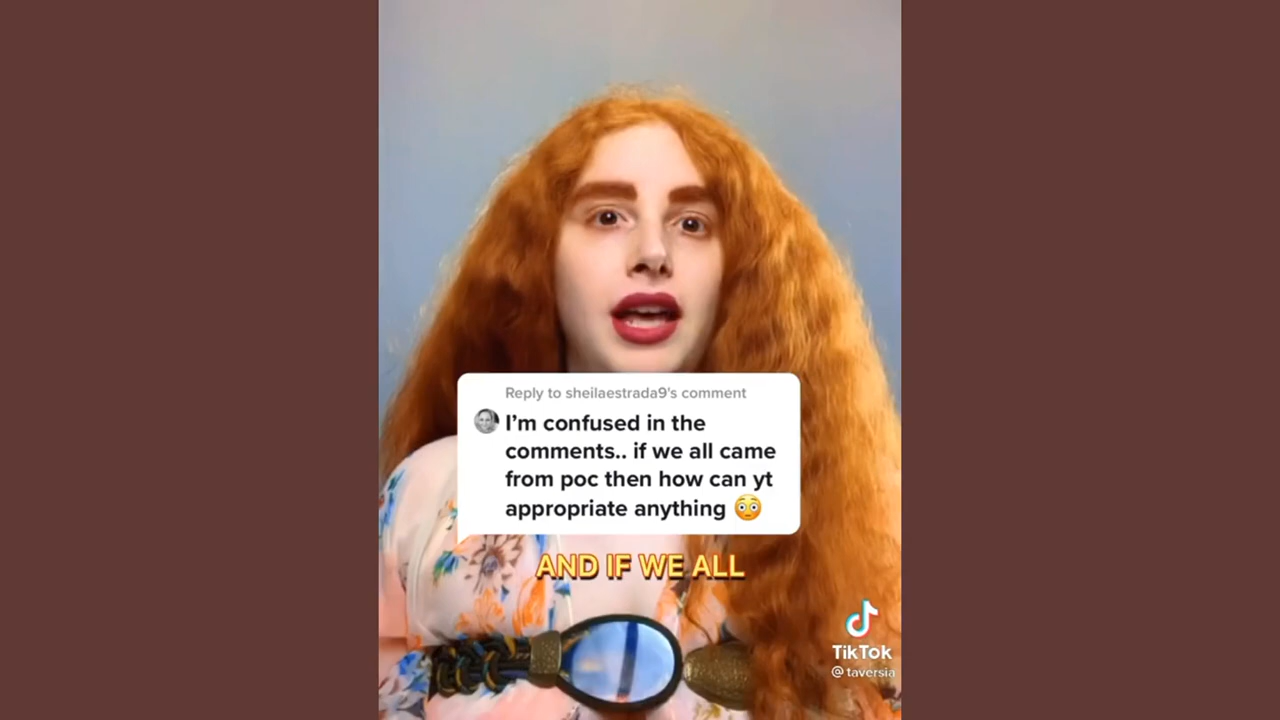 Reply to sheilaestrada9's comment
I'm confused in the
comments.. if we all came
from poc then how can yt
appropriate anything 😳
AND IF WE ALL
TikTok
@taversia